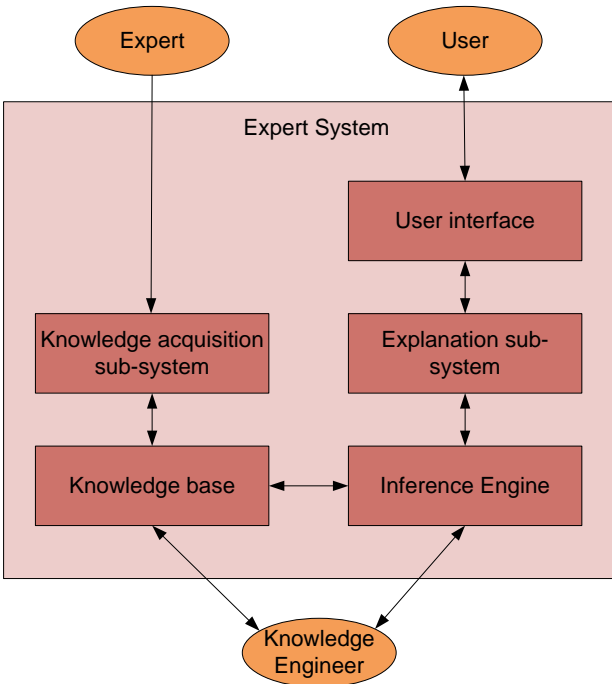 Expert
User
Expert System
User interface
Knowledge acquisition
sub-system
Explanation sub-
system
Knowledge base
Inference Engine
Knowledge
Engineer